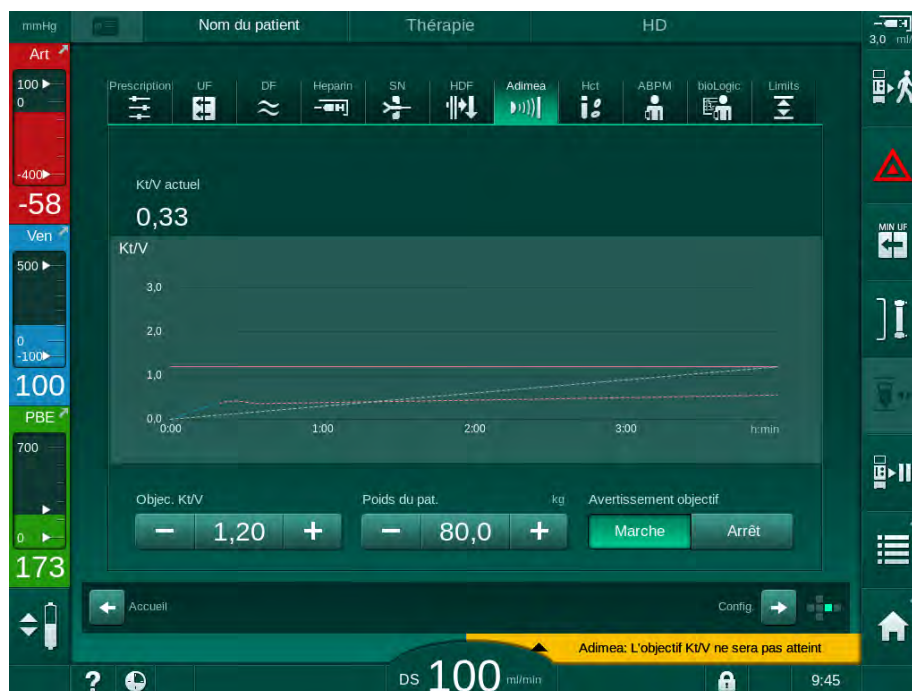 mmHg
Nom du patient
Thérapie
HD
3,0
Art
100
0
-400
-58
Ven
500
0
-100
100
PBE
700
0
173
Prescription
UF
DF
Heparin
SN
HDF
Adimea
Hct
ABPM
bioLogic
Limits
MIN UF
Kt/V actuel
0,33
Kt/V
3,0
2,0
1,0
0,0
0:00 1:00 2:00 3:00 h:min
Objec. Kt/V
1,20
Poids du pat. kg
80,0
Avertissement objectif
Marche Arrêt
Accueil
Config.
Adimea: L'objectif Kt/V ne sera pas atteint
? DS 100 ml/min 9:45